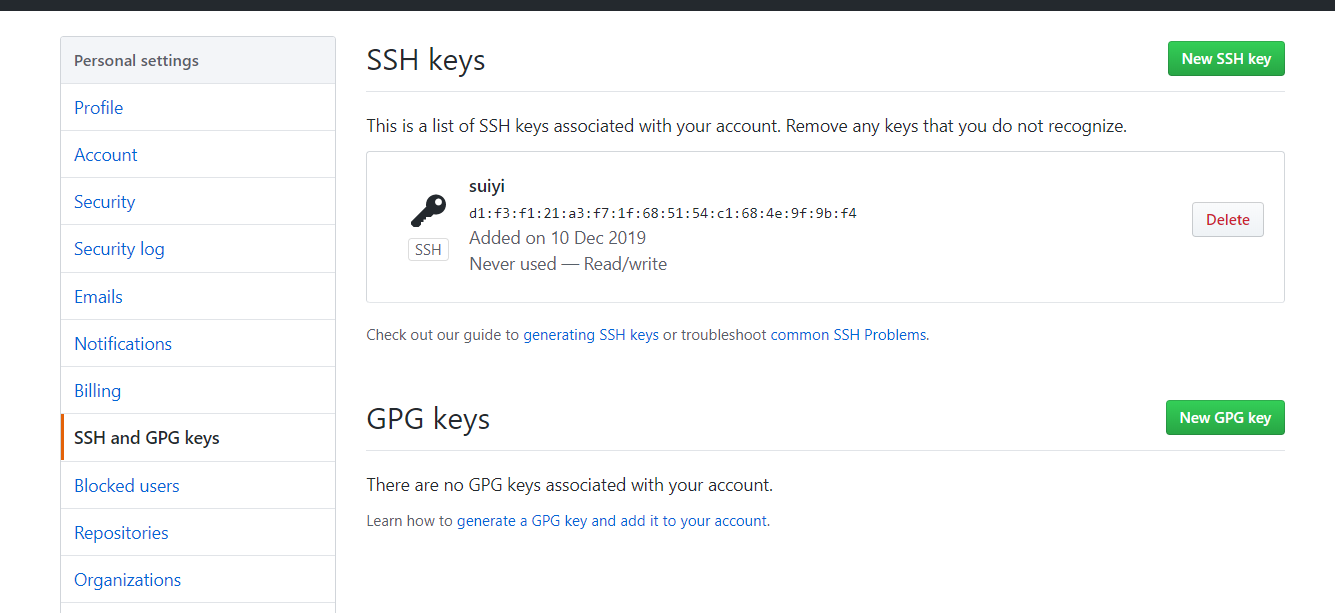 Personal settings
Profile
Account
Security
Security log
Emails
Notifications
Billing
SSH and GPG keys
Blocked users
Repositories
Organizations
SSH keys
New SSH key
This is a list of SSH keys associated with your account. Remove any keys that you do not recognize.
suiyi
d1:f3:f1:21:a3:f7:1f:68:51:54:c1:68:4e:9f:9b:f4
Added on 10 Dec 2019
Never used — Read/write
SSH
Delete
Check out our guide to generating SSH keys or troubleshoot common SSH Problems.
GPG keys
New GPG key
There are no GPG keys associated with your account.
Learn how to generate a GPG key and add it to your account.